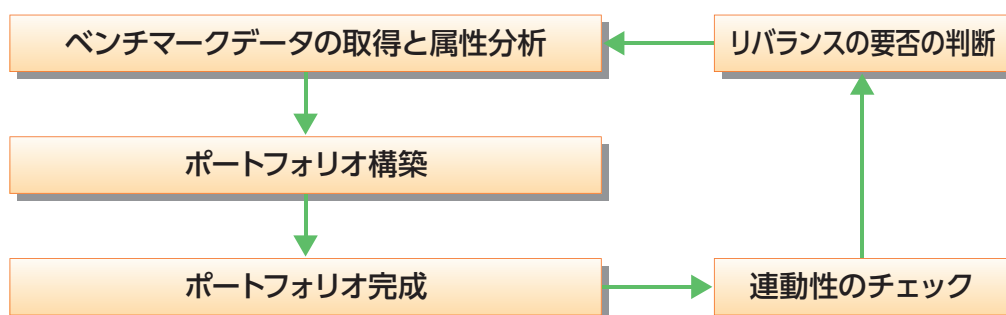 ベンチマークデータの取得と属性分析
リバランスの要否の判断
ポートフォリオ構築
ポートフォリオ完成
連動性のチェック